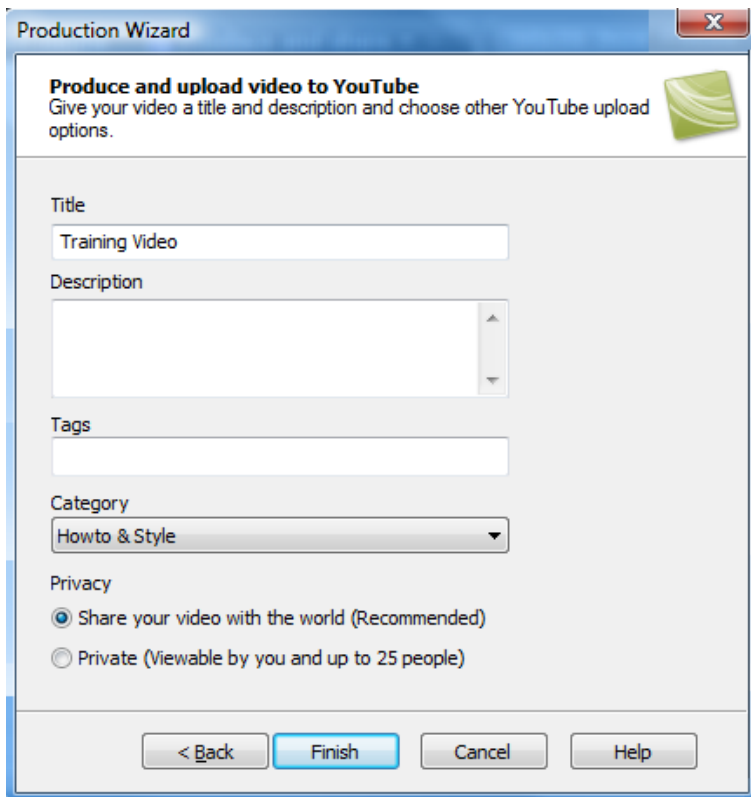 Production Wizard
X
Produce and upload video to YouTube
Give your video a title and description and choose other YouTube upload
options.
Title
Training Video
Description
Tags
Category
Howto & Style
Privacy
Share your video with the world (Recommended)
Private (Viewable by you and up to 25 people)
< Back Finish Cancel Help